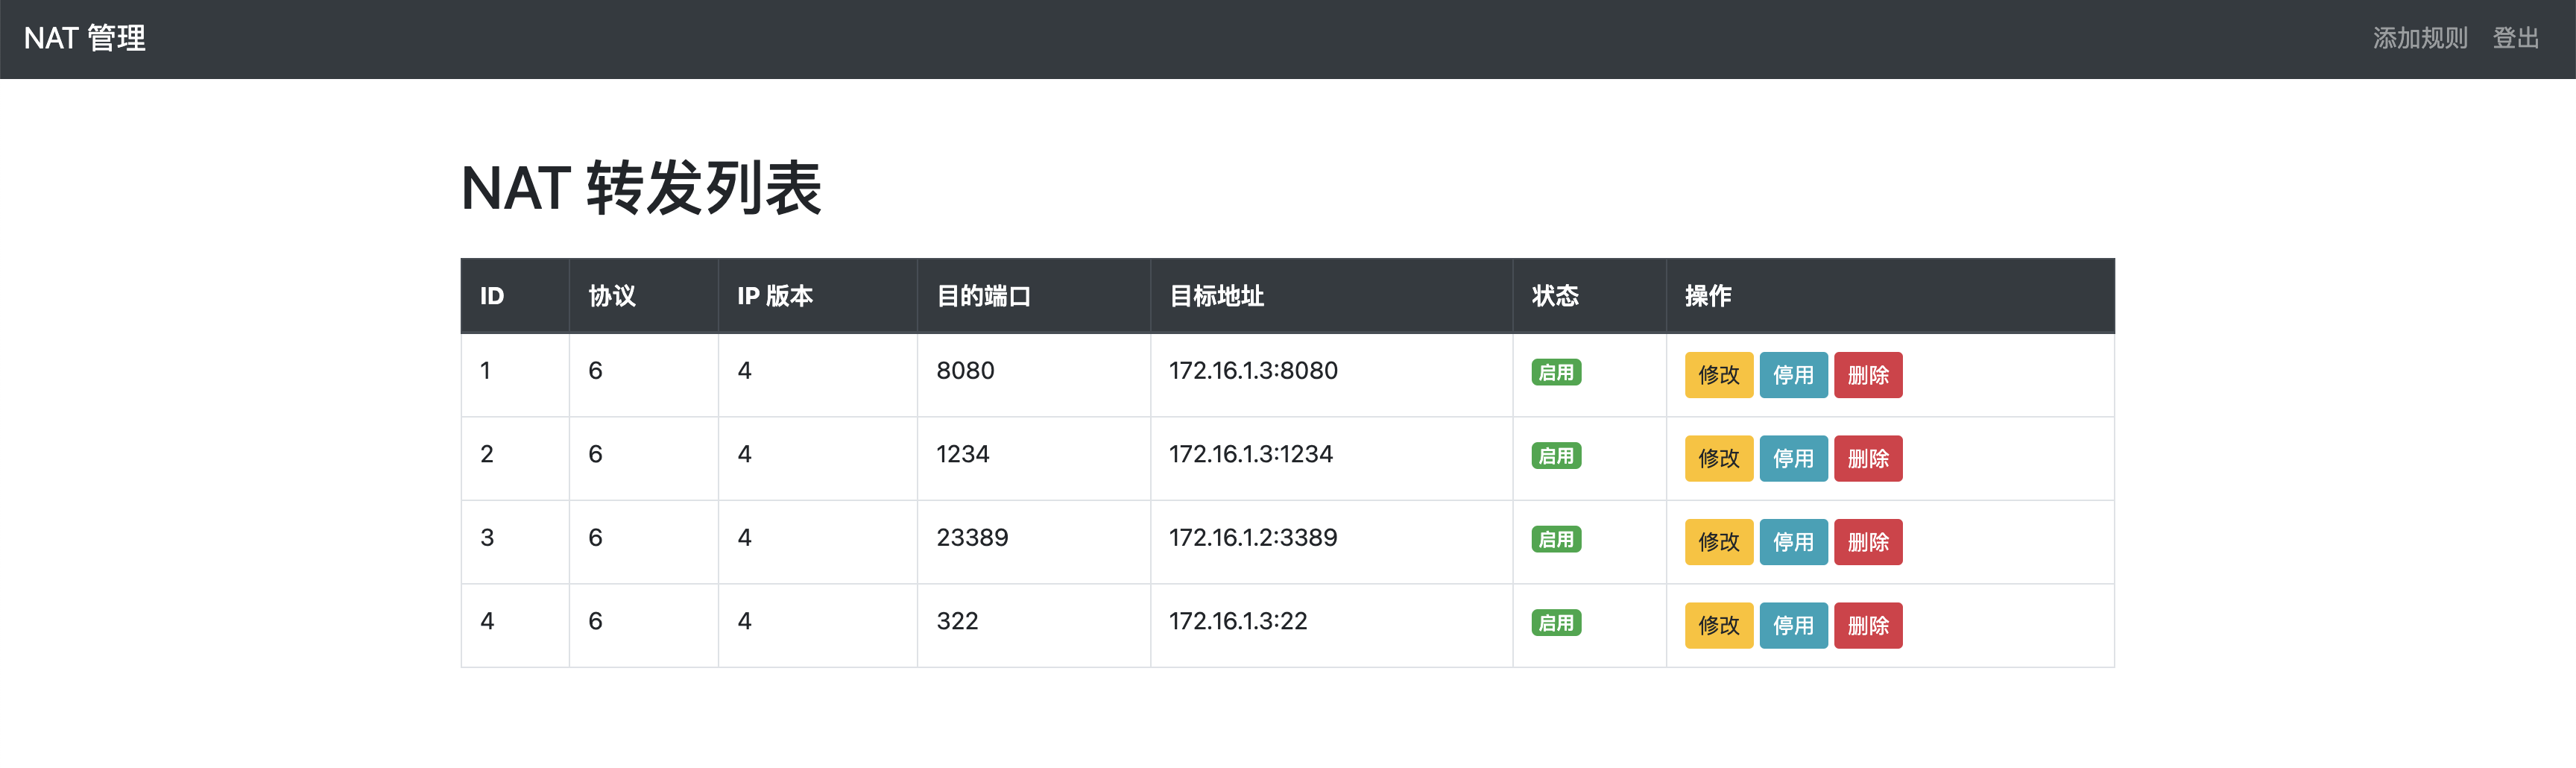 NAT 管理 添加规则 登出
NAT 转发列表
ID 协议 IP 版本 目的端口 目标地址 状态 操作
1 6 4 8080 172.16.1.3:8080 启用 修改 停用 删除
2 6 4 1234 172.16.1.3:1234 启用 修改 停用 删除
3 6 4 23389 172.16.1.2:3389 启用 修改 停用 删除
4 6 4 322 172.16.1.3:22 启用 修改 停用 删除